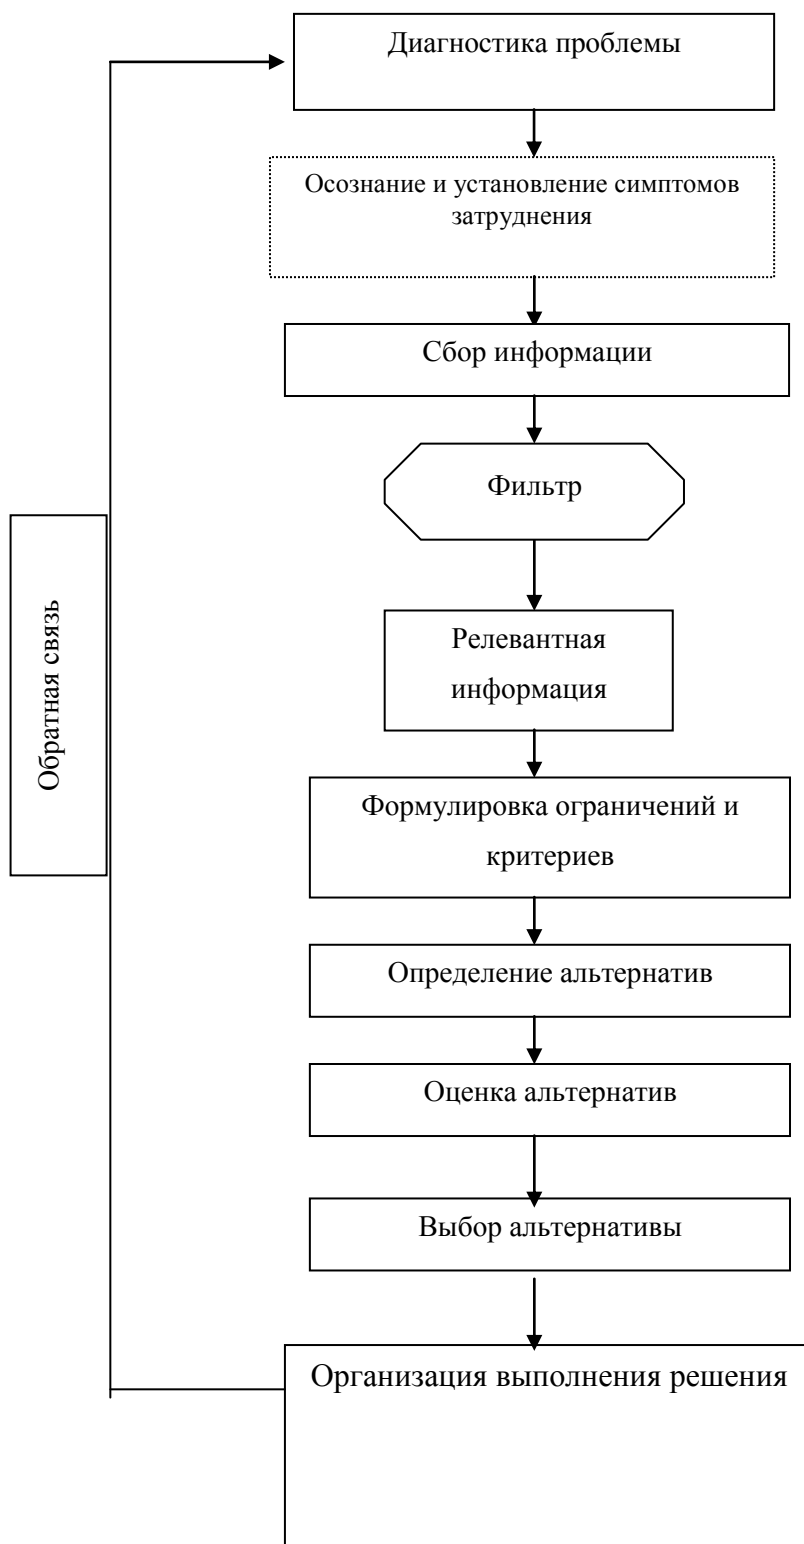 Диагностика проблемы
Осознание и установление симптомов
затруднения
Сбор информации
Фильтр
Релевантная
информация
Обратная связь
Формулировка ограничений и
критериев
Определение альтернатив
Оценка альтернатив
Выбор альтернативы
Организация выполнения решения